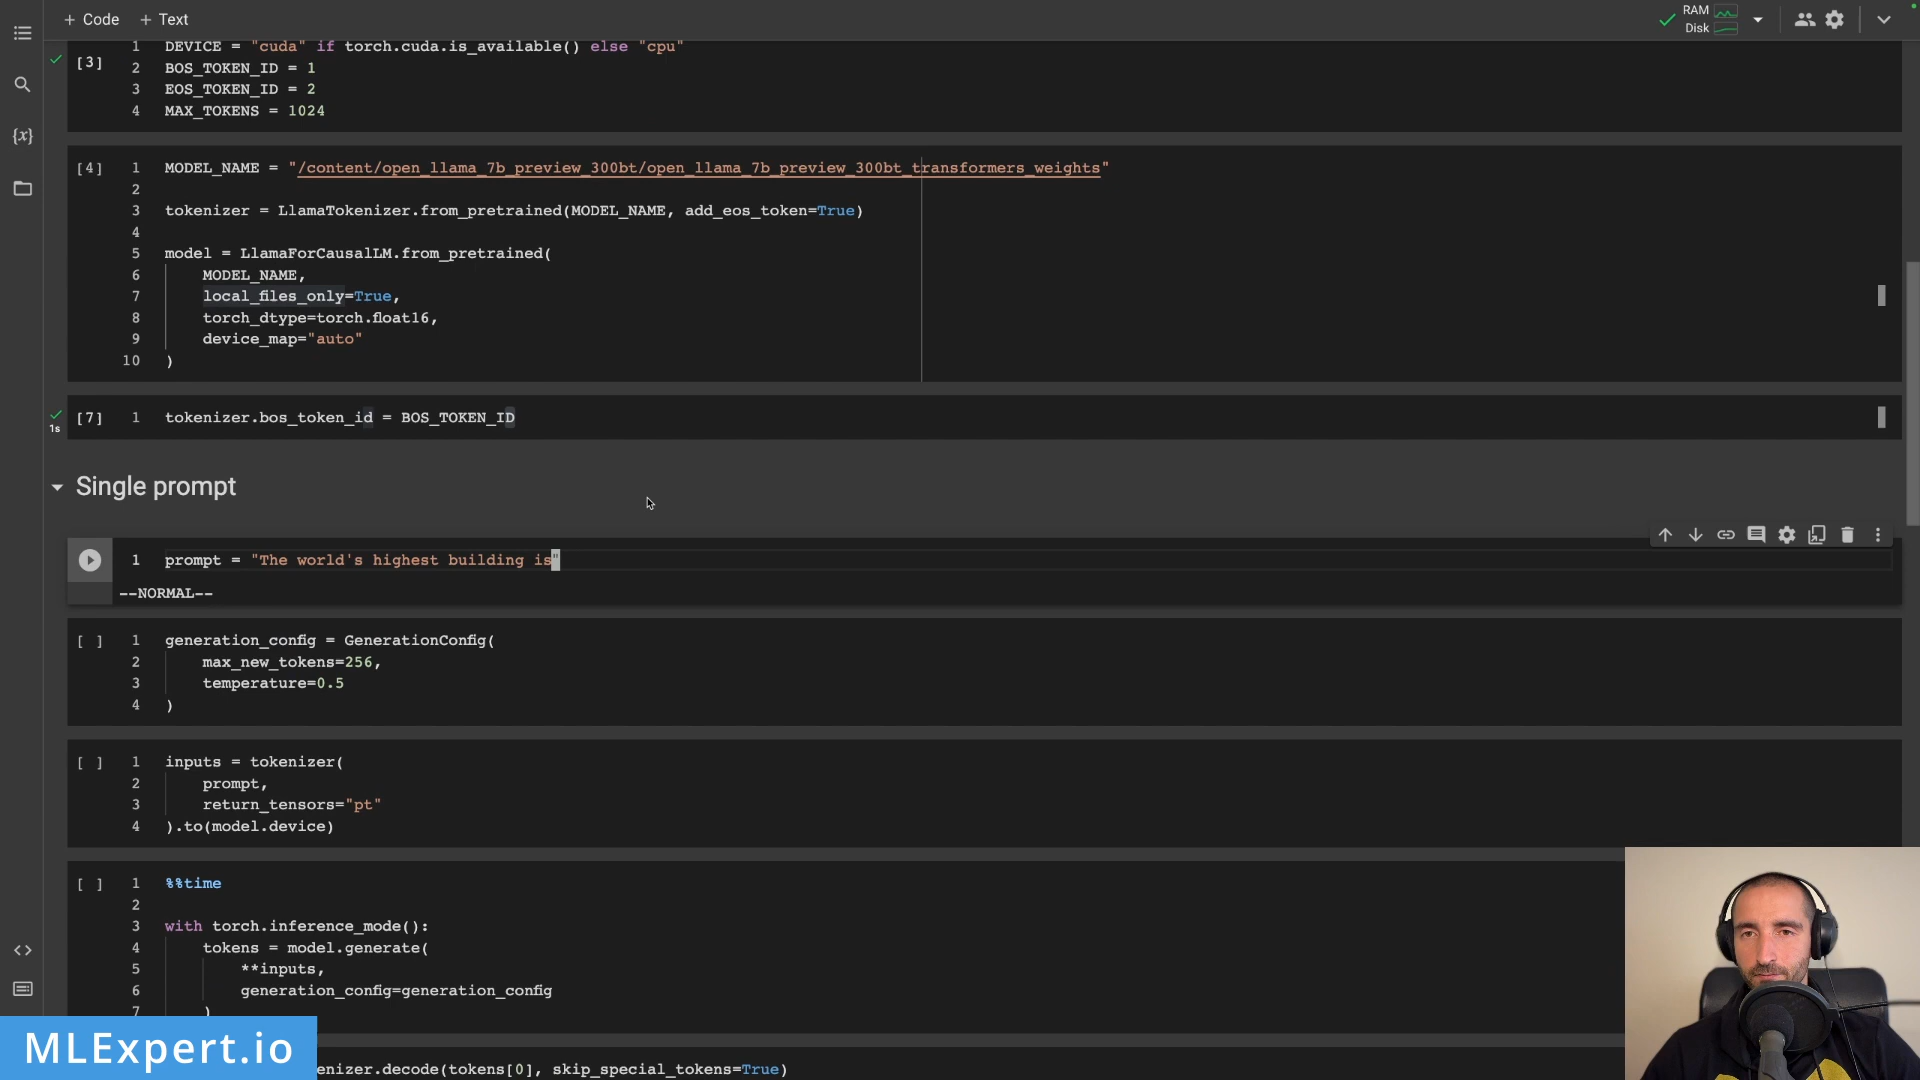 + Code + Text
RAM
Disk
[3]
1 DEVICE = "cuda" if torch.cuda.is_available() else "cpu"
2 BOS_TOKEN_ID = 1
3 EOS_TOKEN_ID = 2
4 MAX_TOKENS = 1024
[4]
1 MODEL_NAME = "/content/open_llama_7b_preview_300bt/open_llama_7b_preview_300bt_transformers_weights"
2
3 tokenizer = LlamaTokenizer.from_pretrained(MODEL_NAME, add_eos_token=True)
4
5 model = LlamaForCausalLM.from_pretrained(
6 MODEL_NAME,
7 local_files_only=True,
8 torch_dtype=torch.float16,
9 device_map="auto"
10 )
1s
[7] 1 tokenizer.bos_token_id = BOS_TOKEN_ID
Single prompt
1 prompt = "The world's highest building is"
--NORMAL--
[ ] 1 generation_config = GenerationConfig(
2 max_new_tokens=256,
3 temperature=0.5
4 )
[ ] 1 inputs = tokenizer(
2 prompt,
3 return_tensors="pt"
4 ).to(model.device)
[ ] 1 %%time
2
3 with torch.inference_mode():
4 tokens = model.generate(
5 **inputs,
6 generation_config=generation_config
7 )
MLExpert.io
enizer.decode(tokens[0], skip_special_tokens=True)